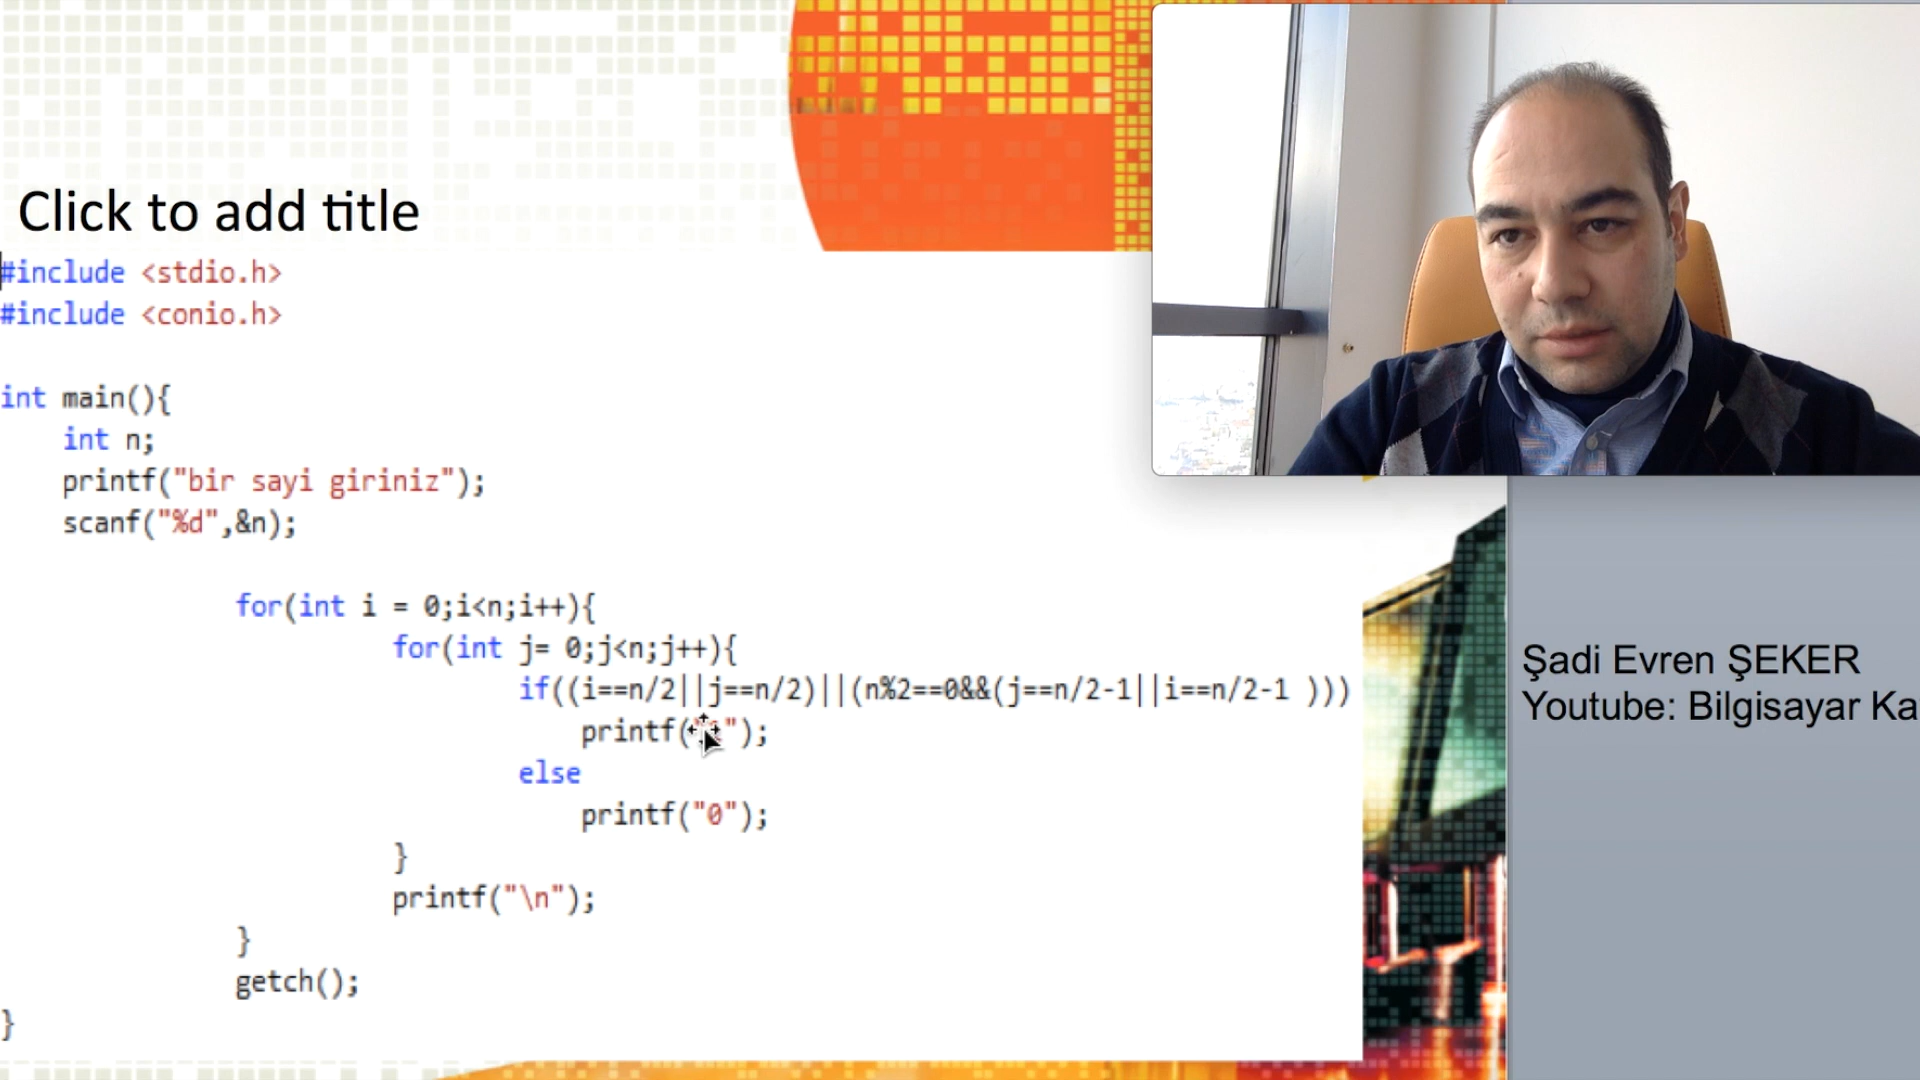 Click to add title
#include <stdio.h>
#include <conio.h>
int main(){
int n;
printf("bir sayi giriniz");
scanf("%d",&n);
for(int i = 0;i<n;i++){
for(int j= 0;j<n;j++){
if((i==n/2||j==n/2)||(n%2==0&&(j==n/2-1||i==n/2-1 )))
printf(" ");
else
printf("0");
}
printf("\n");
}
getch();
}
Şadi Evren ŞEKER
Youtube: Bilgisayar Ka